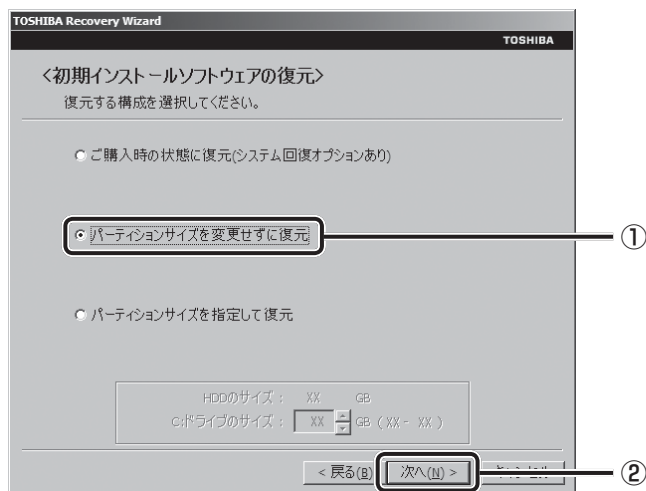 TOSHIBA Recovery Wizard
TOSHIBA
<初期インストールソフトウェアの復元>
復元する構成を選択してください。
ご購入時の状態に復元(システム回復オプションあり)
パーティションサイズを変更せずに復元
①
パーティションサイズを指定して復元
HDDのサイズ: XX GB
C:ドライブのサイズ: XX GB ( XX - XX )
< 戻る(B) 次へ(N) >
②